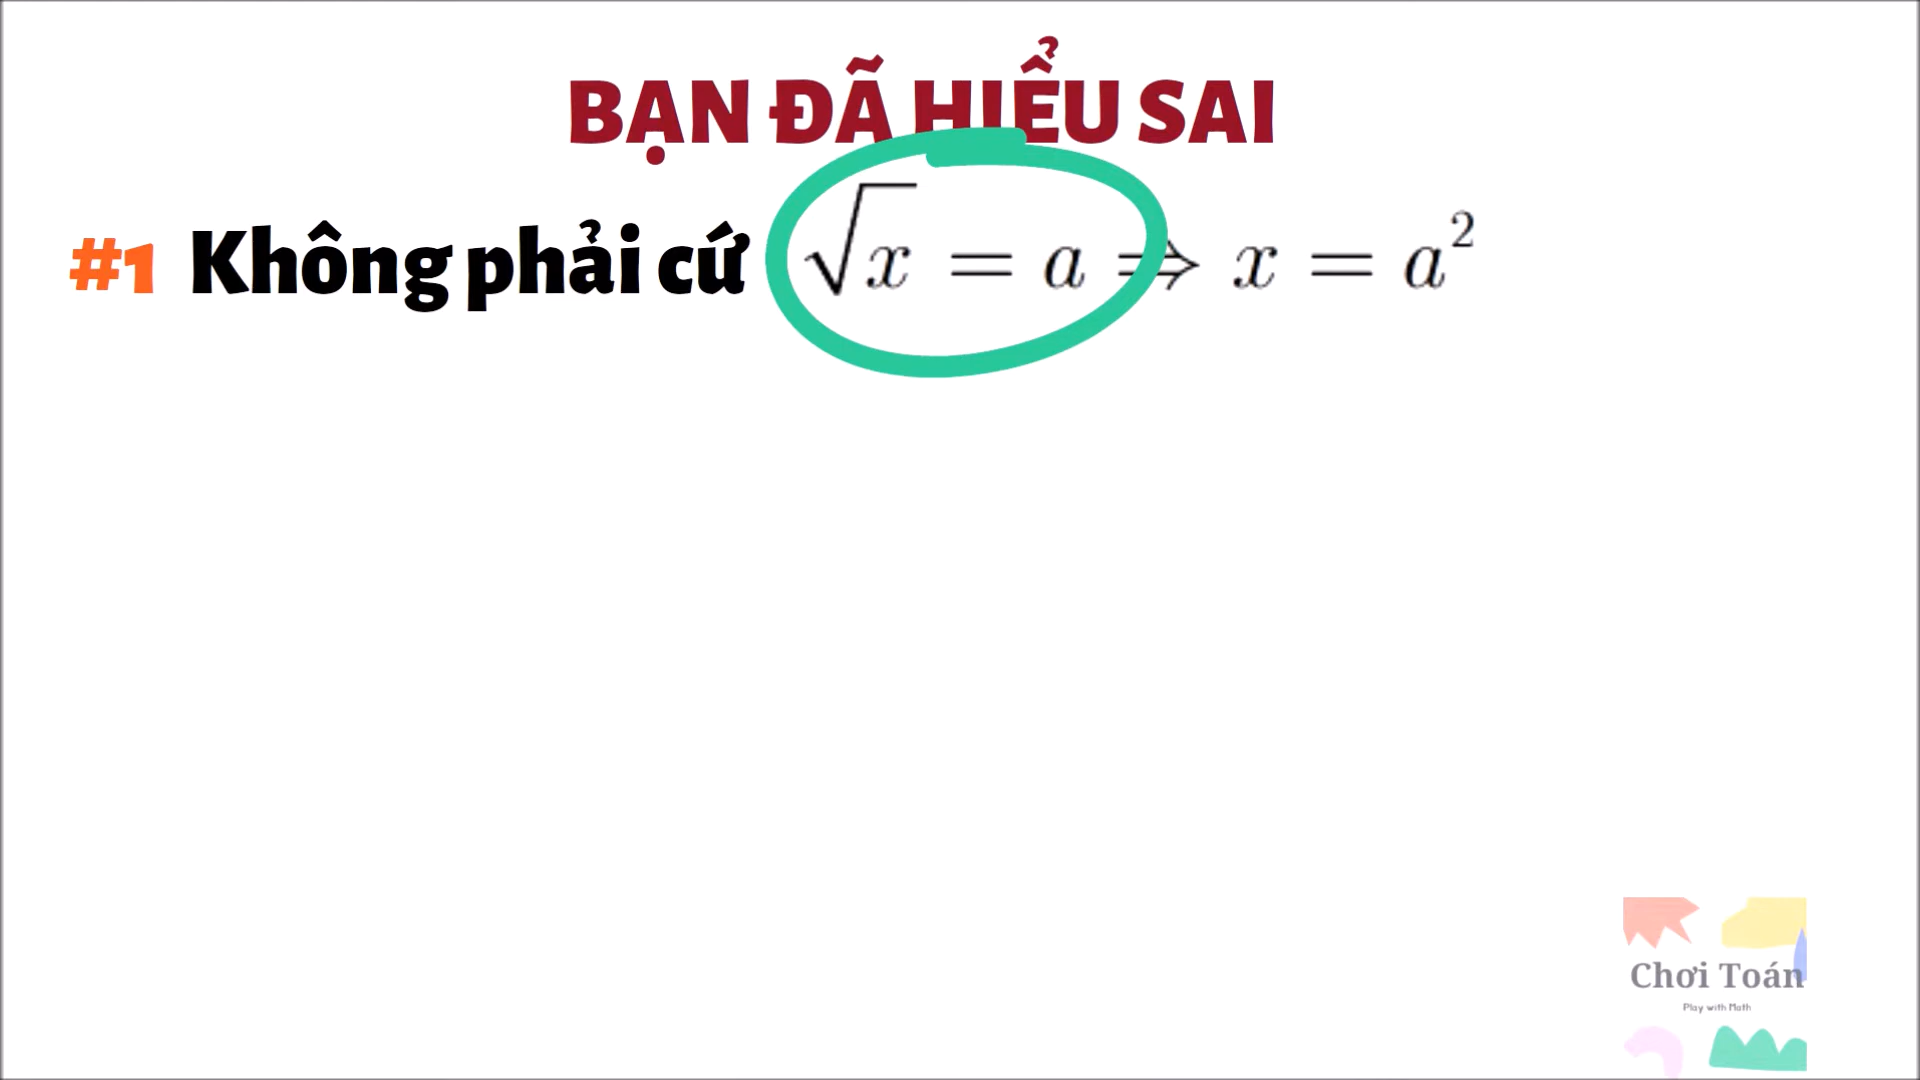 BẠN ĐÃ HIỂU SAI
#1 Không phải cứ √x = a ⇒ x = a²
Chơi Toán
Play with Math